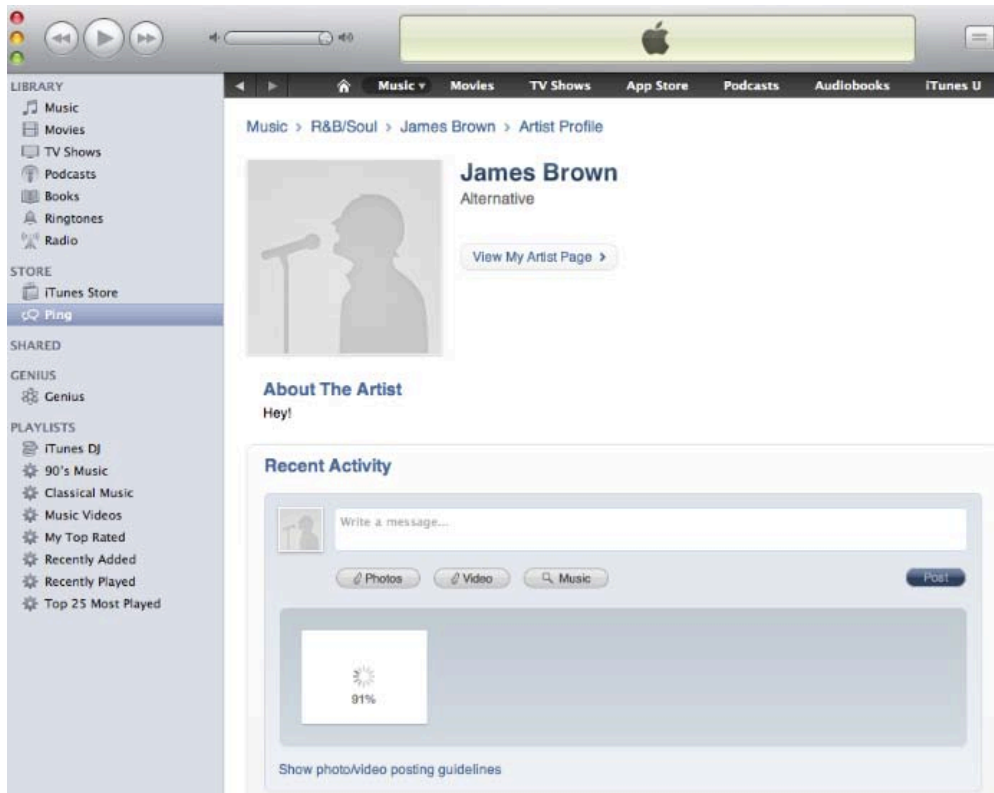 LIBRARY
Music
Movies
TV Shows
Podcasts
Books
Ringtones
Radio
STORE
iTunes Store
Ping
SHARED
GENIUS
Genius
PLAYLISTS
iTunes DJ
90's Music
Classical Music
Music Videos
My Top Rated
Recently Added
Recently Played
Top 25 Most Played
Music Movies TV Shows App Store Podcasts Audiobooks iTunes U
Music > R&B/Soul > James Brown > Artist Profile
James Brown
Alternative
View My Artist Page >
About The Artist
Hey!
Recent Activity
Write a message...
Photos Video Music Post
91%
Show photo/video posting guidelines